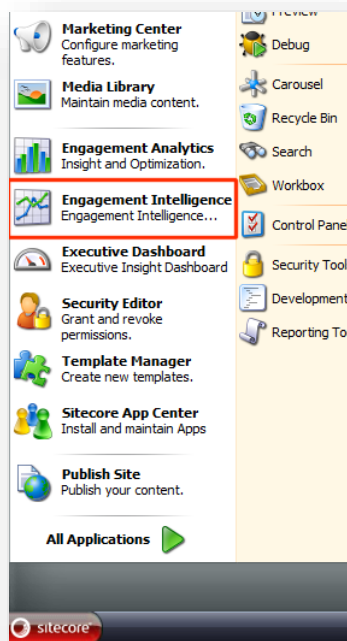 Marketing Center
Configure marketing
features.
Media Library
Maintain media content.
Engagement Analytics
Insight and Optimization.
Engagement Intelligence
Engagement Intelligence...
Executive Dashboard
Executive Insight Dashboard
Security Editor
Grant and revoke
permissions.
Template Manager
Create new templates.
Sitecore App Center
Install and maintain Apps
Publish Site
Publish your content.
All Applications
Preview
Debug
Carousel
Recycle Bin
Search
Workbox
Control Pane
Security Tool
Development
Reporting To
sitecore